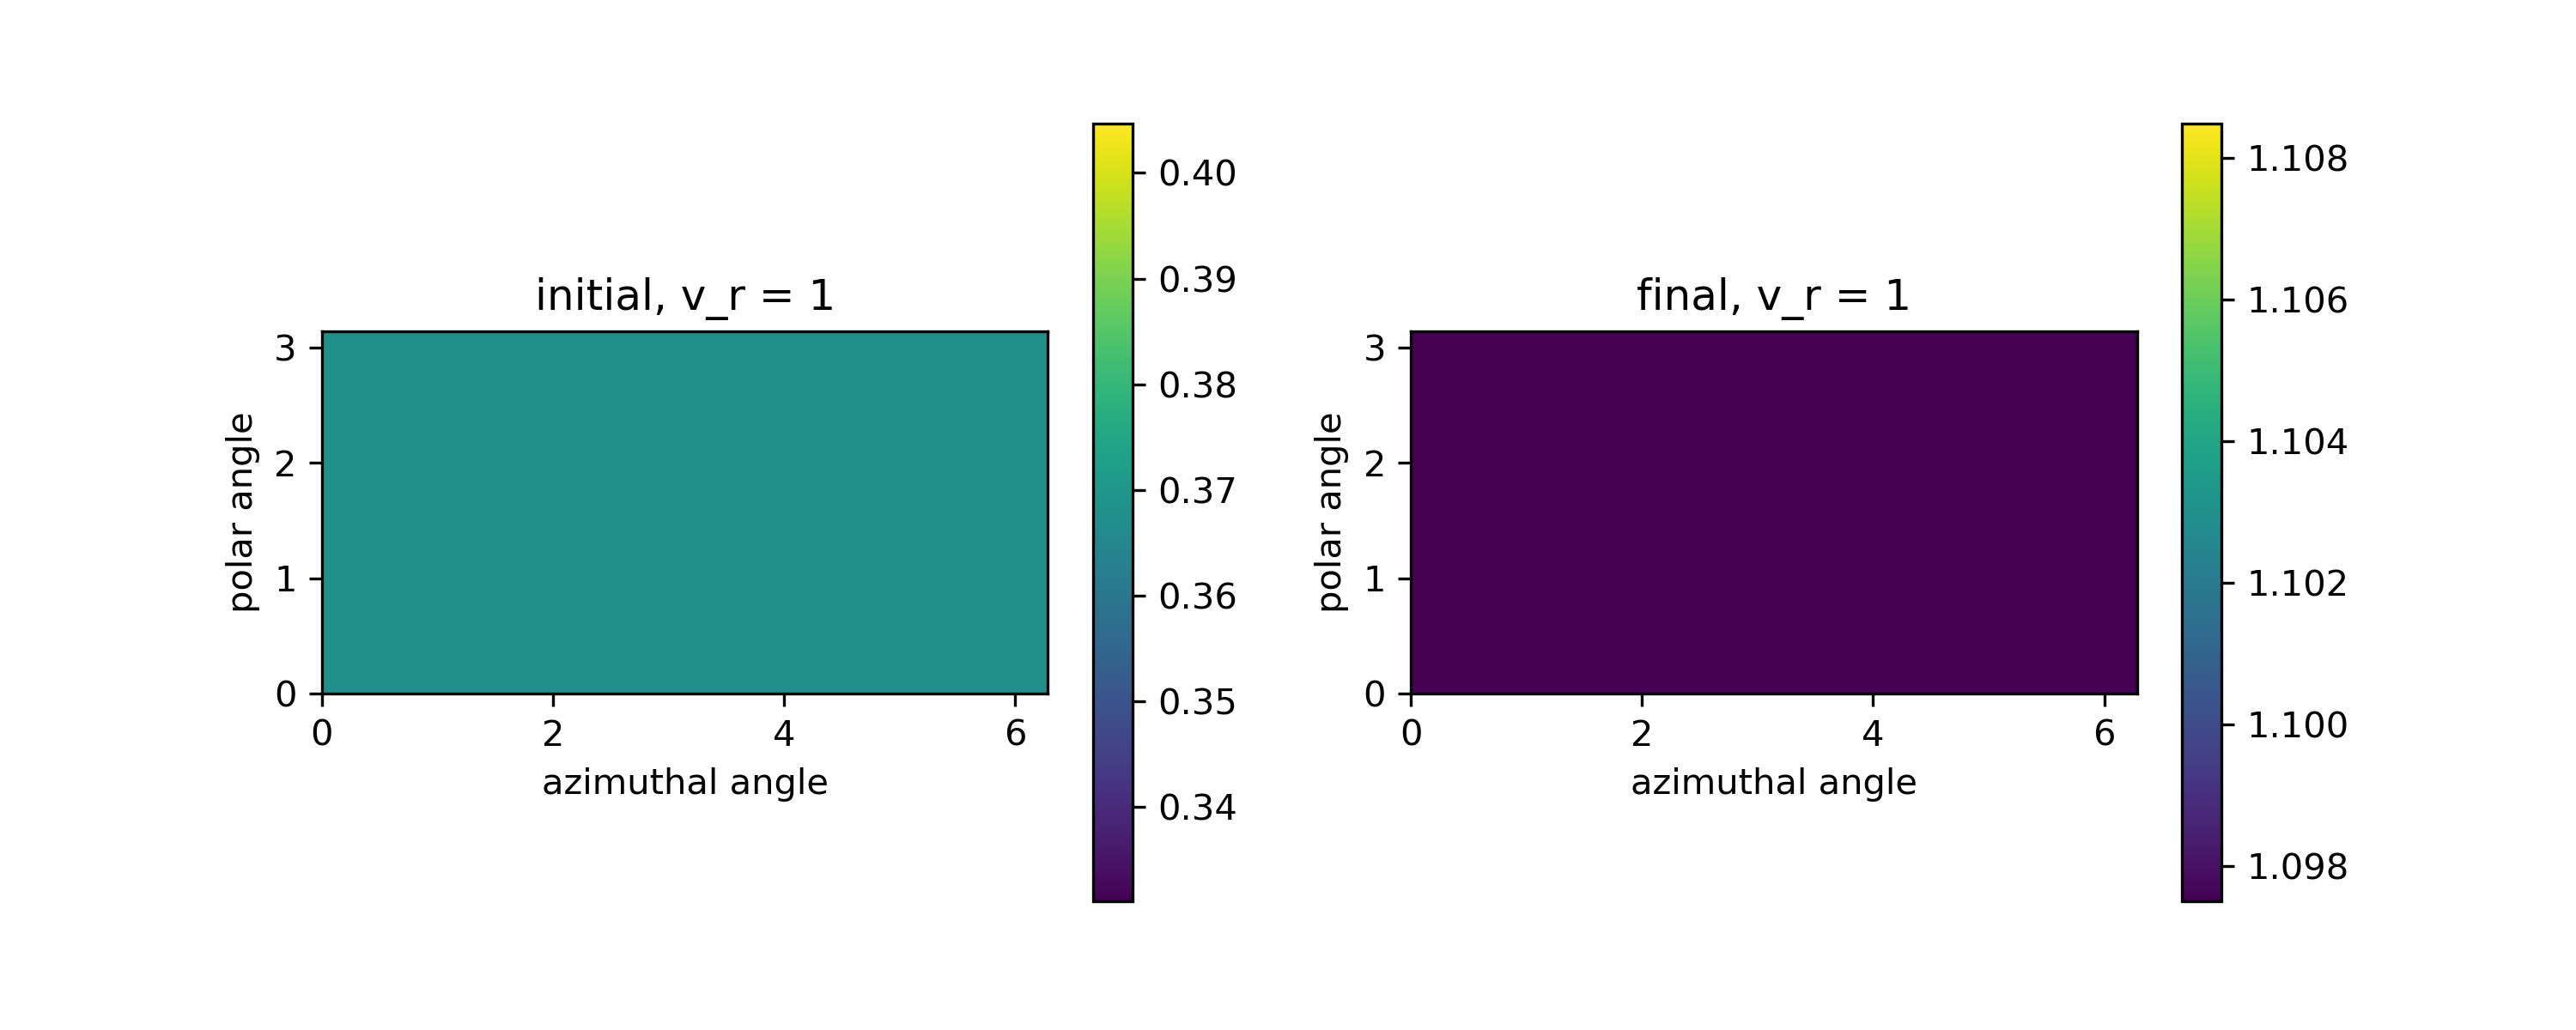 initial, v_r = 1
polar angle
3
2
1
0
0 2 4 6
azimuthal angle
0.40
0.39
0.38
0.37
0.36
0.35
0.34
final, v_r = 1
polar angle
3
2
1
0
0 2 4 6
azimuthal angle
1.108
1.106
1.104
1.102
1.100
1.098